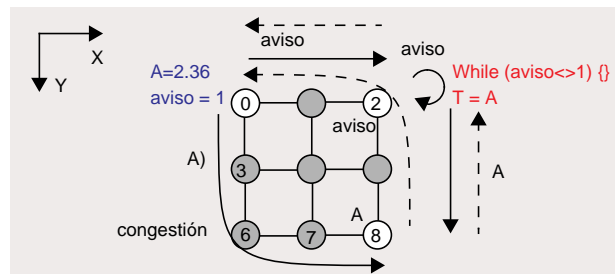 aviso
X
Y
A=2.36
aviso = 1
aviso
While (aviso<>1) {}
T = A
0
2
aviso
A)
3
A
congestión
6
7
A
8